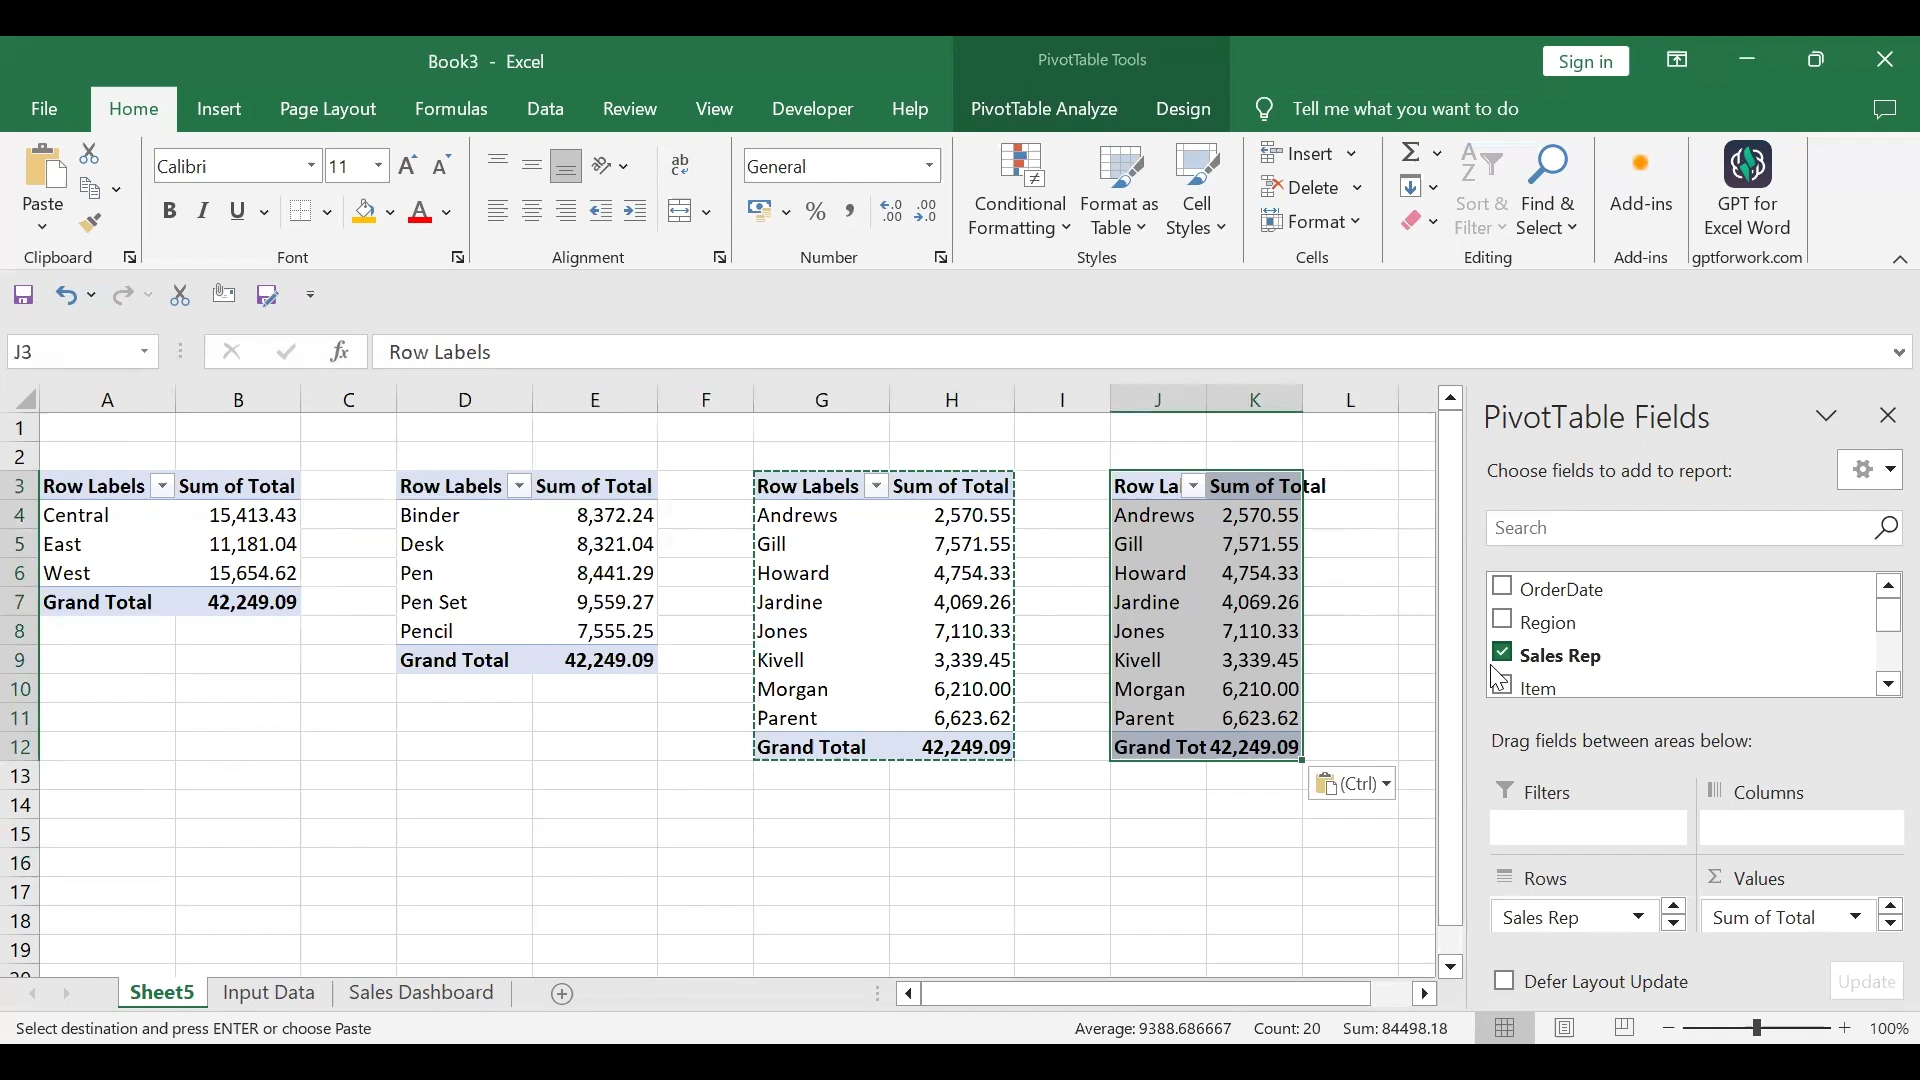 Book3 - Excel
PivotTable Tools
Sign in
File
Home
Insert
Page Layout
Formulas
Data
Review
View
Developer
Help
PivotTable Analyze
Design
Tell me what you want to do
Paste
Clipboard
Calibri
11
A A
B I U
A
Font
ab
Alignment
General
% ,
.00
.00
Number
Conditional
Formatting
Format as
Table
Cell
Styles
Styles
Insert
Delete
Format
Cells
Sort &
Filter
Find &
Select
Editing
Add-ins
Add-ins
GPT for
Excel Word
gptforwork.com
J3
fx
Row Labels
A B C D E F G H I J K L
1
2
3 Row Labels Sum of Total Row Labels Sum of Total Row Labels Sum of Total Row La Sum of Total
4 Central 15,413.43 Binder 8,372.24 Andrews 2,570.55 Andrews 2,570.55
5 East 11,181.04 Desk 8,321.04 Gill 7,571.55 Gill 7,571.55
6 West 15,654.62 Pen 8,441.29 Howard 4,754.33 Howard 4,754.33
7 Grand Total 42,249.09 Pen Set 9,559.27 Jardine 4,069.26 Jardine 4,069.26
8 Pencil 7,555.25 Jones 7,110.33 Jones 7,110.33
9 Grand Total 42,249.09 Kivell 3,339.45 Kivell 3,339.45
10 Morgan 6,210.00 Morgan 6,210.00
11 Parent 6,623.62 Parent 6,623.62
12 Grand Total 42,249.09 Grand Tot 42,249.09
13
(Ctrl)
14
15
16
17
18
19
PivotTable Fields
Choose fields to add to report:
Search
OrderDate
Region
Sales Rep
Item
Drag fields between areas below:
Filters
Columns
Rows
Σ Values
Sales Rep
Sum of Total
Defer Layout Update
Update
Sheet5
Input Data
Sales Dashboard
Select destination and press ENTER or choose Paste
Average: 9388.686667
Count: 20
Sum: 84498.18
100%